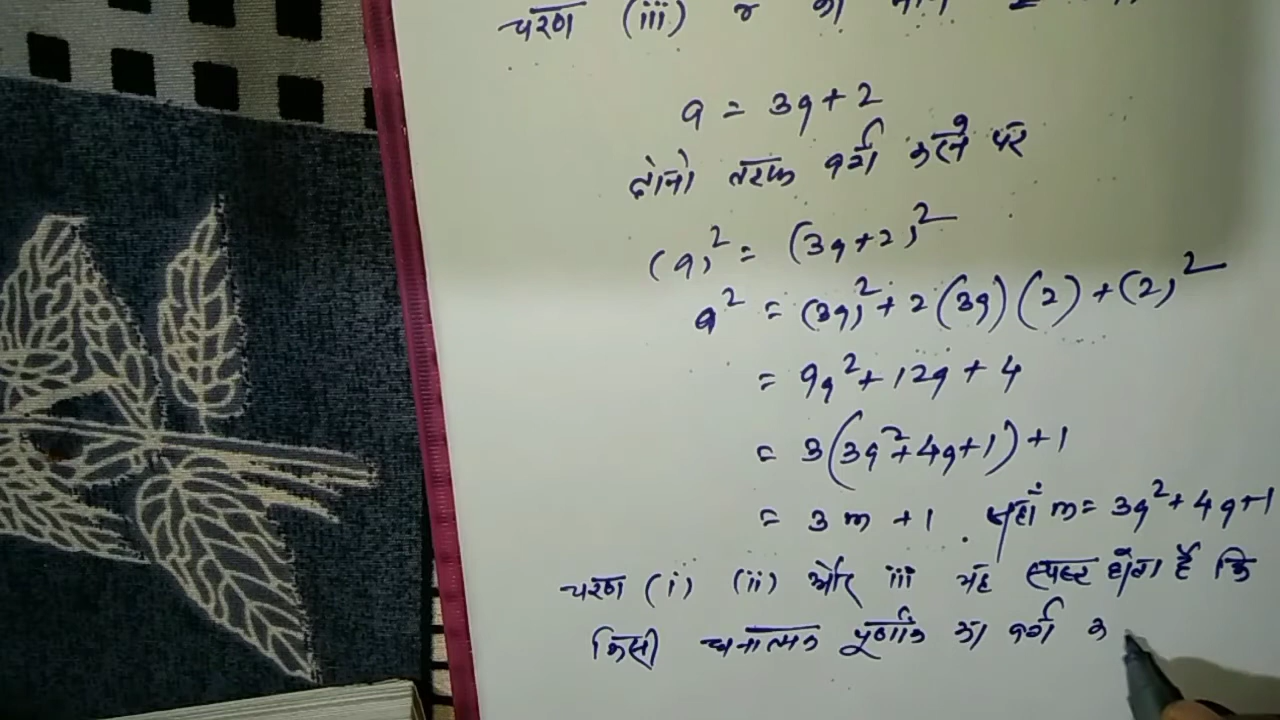 चरण (iii) r का मान
a = 3q + 2
दोनो तरफ वर्ग करने पर
(a)² = (3q+2)²
a² = (3q)² + 2(3q)(2) + (2)²
= 9q² + 12q + 4
= 3(3q²+4q+1)+1
= 3m + 1 जहाँ m = 3q²+4q+1
चरण (i) (ii) और iii यह स्पष्ट होता है कि
किसी धनात्मक पूर्णांक का वर्ग